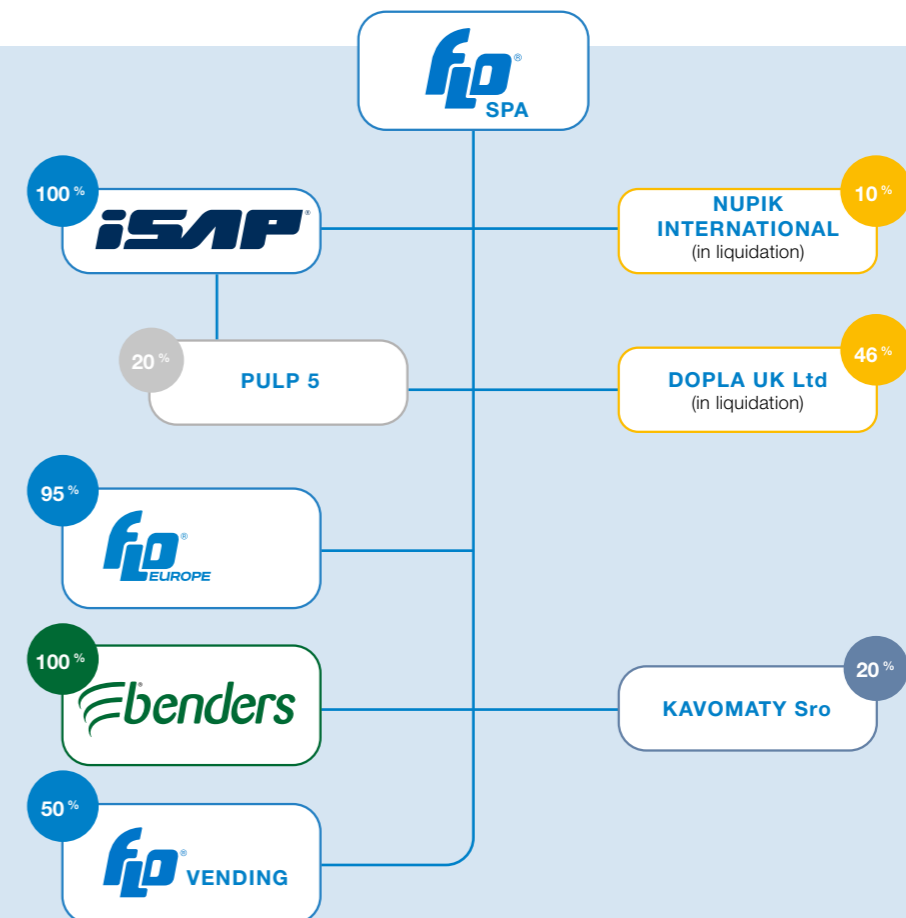 FLO®
SPA
100 %
iSAP®
10 %
NUPIK
INTERNATIONAL
(in liquidation)
20 %
PULP 5
46 %
DOPLA UK Ltd
(in liquidation)
95 %
FLO®
EUROPE
100 %
benders
20 %
KAVOMATY Sro
50 %
FLO® VENDING